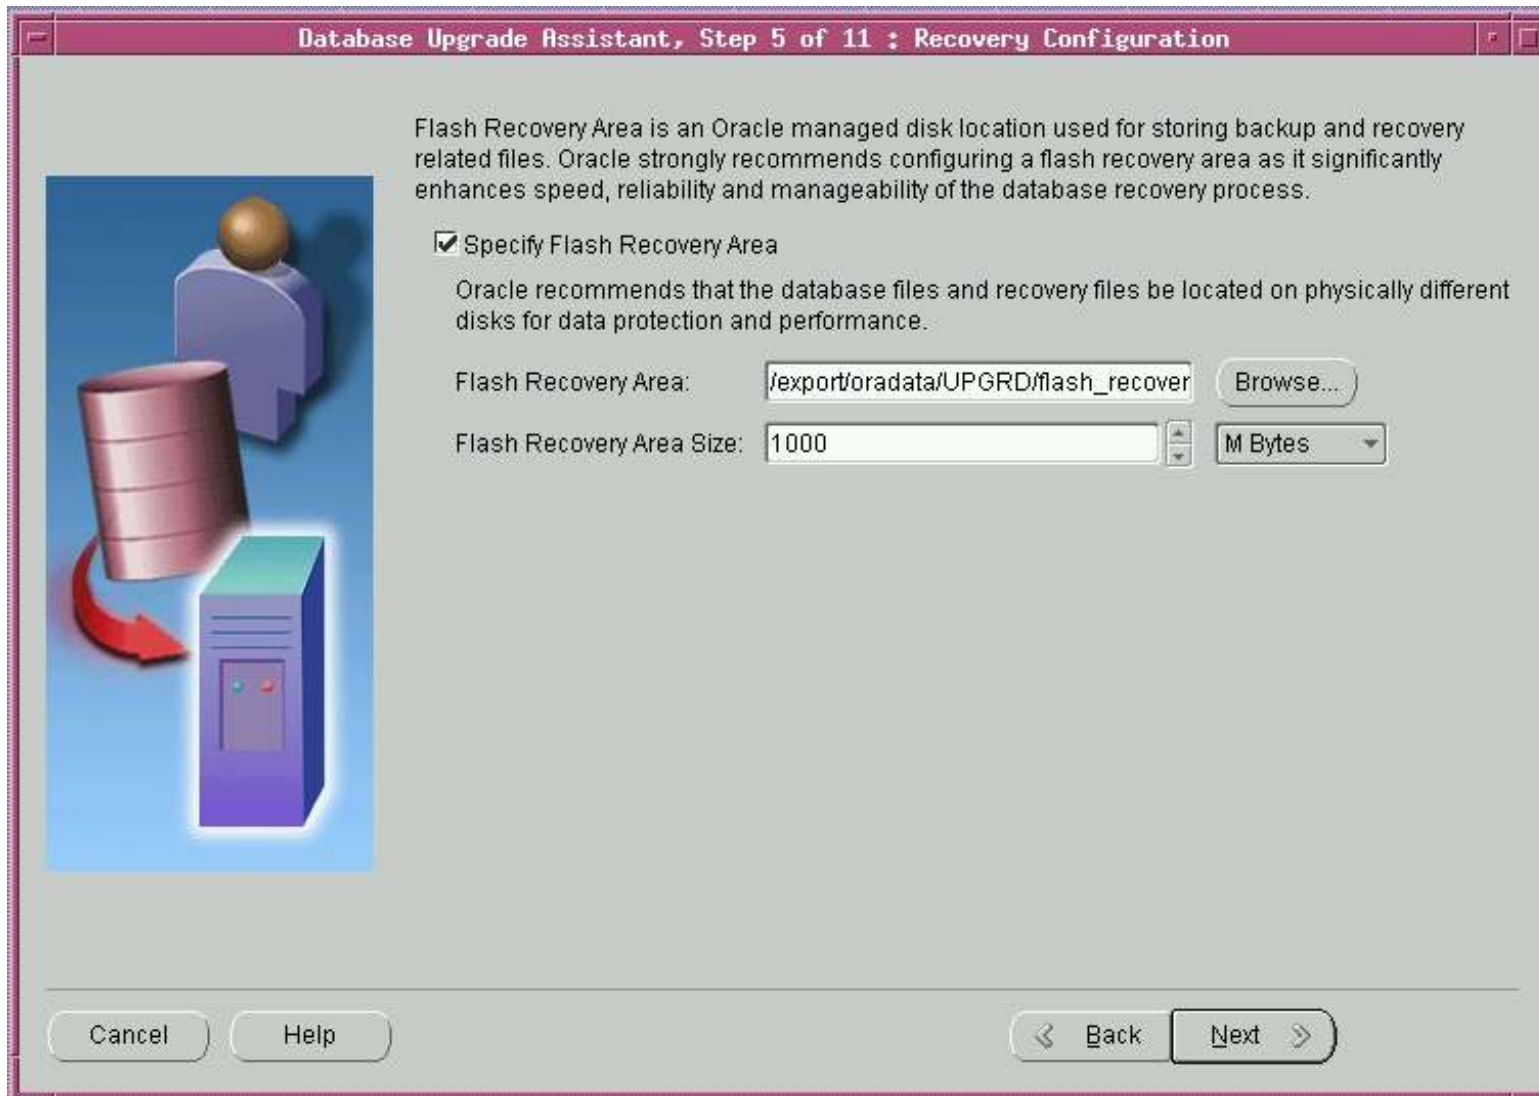 Database Upgrade Assistant, Step 5 of 11 : Recovery Configuration
Flash Recovery Area is an Oracle managed disk location used for storing backup and recovery
related files. Oracle strongly recommends configuring a flash recovery area as it significantly
enhances speed, reliability and manageability of the database recovery process.
Specify Flash Recovery Area
Oracle recommends that the database files and recovery files be located on physically different
disks for data protection and performance.
Flash Recovery Area: /export/oradata/UPGRD/flash_recover Browse...
Flash Recovery Area Size: 1000 M Bytes
Cancel Help Back Next